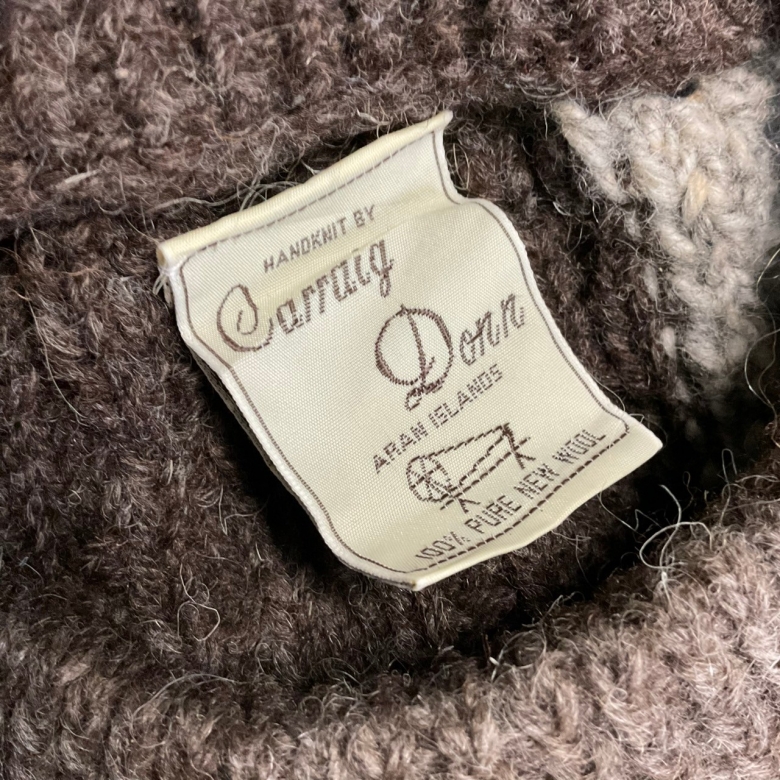 HANDKNIT BY
Carraig
Donn
ARAN ISLANDS
100% PURE NEW WOOL